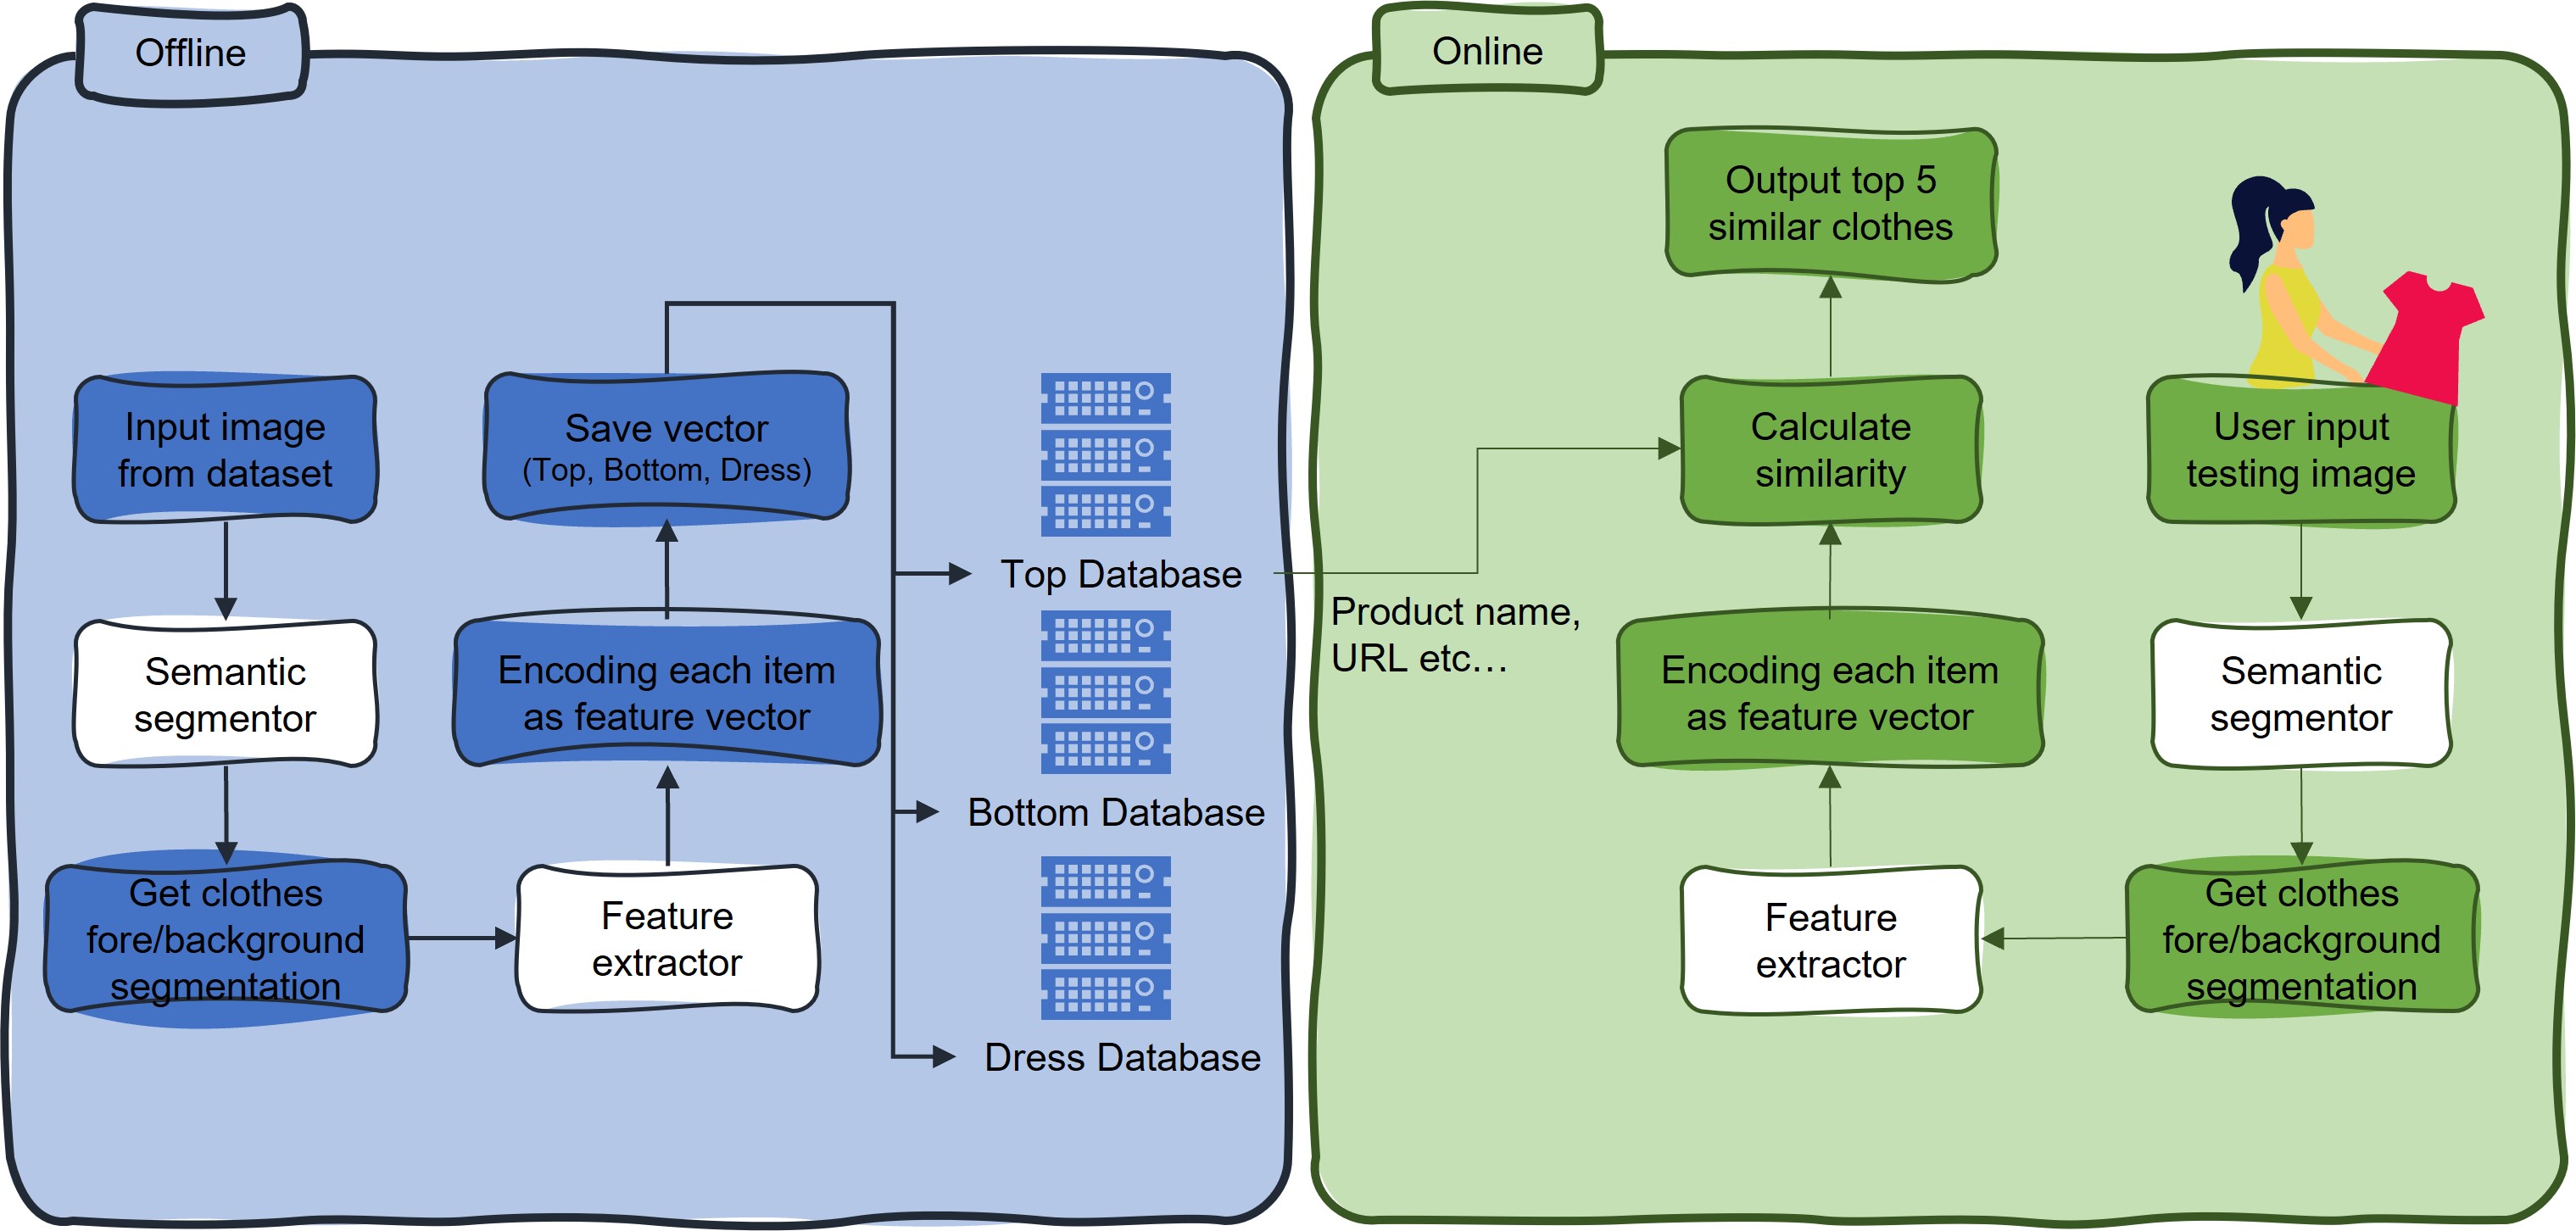 Offline
Input image
from dataset
Semantic
segmentor
Get clothes
fore/background
segmentation
Feature
extractor
Encoding each item
as feature vector
Save vector
(Top, Bottom, Dress)
Top Database
Bottom Database
Dress Database
Online
Product name,
URL etc...
User input
testing image
Semantic
segmentor
Get clothes
fore/background
segmentation
Feature
extractor
Encoding each item
as feature vector
Calculate
similarity
Output top 5
similar clothes